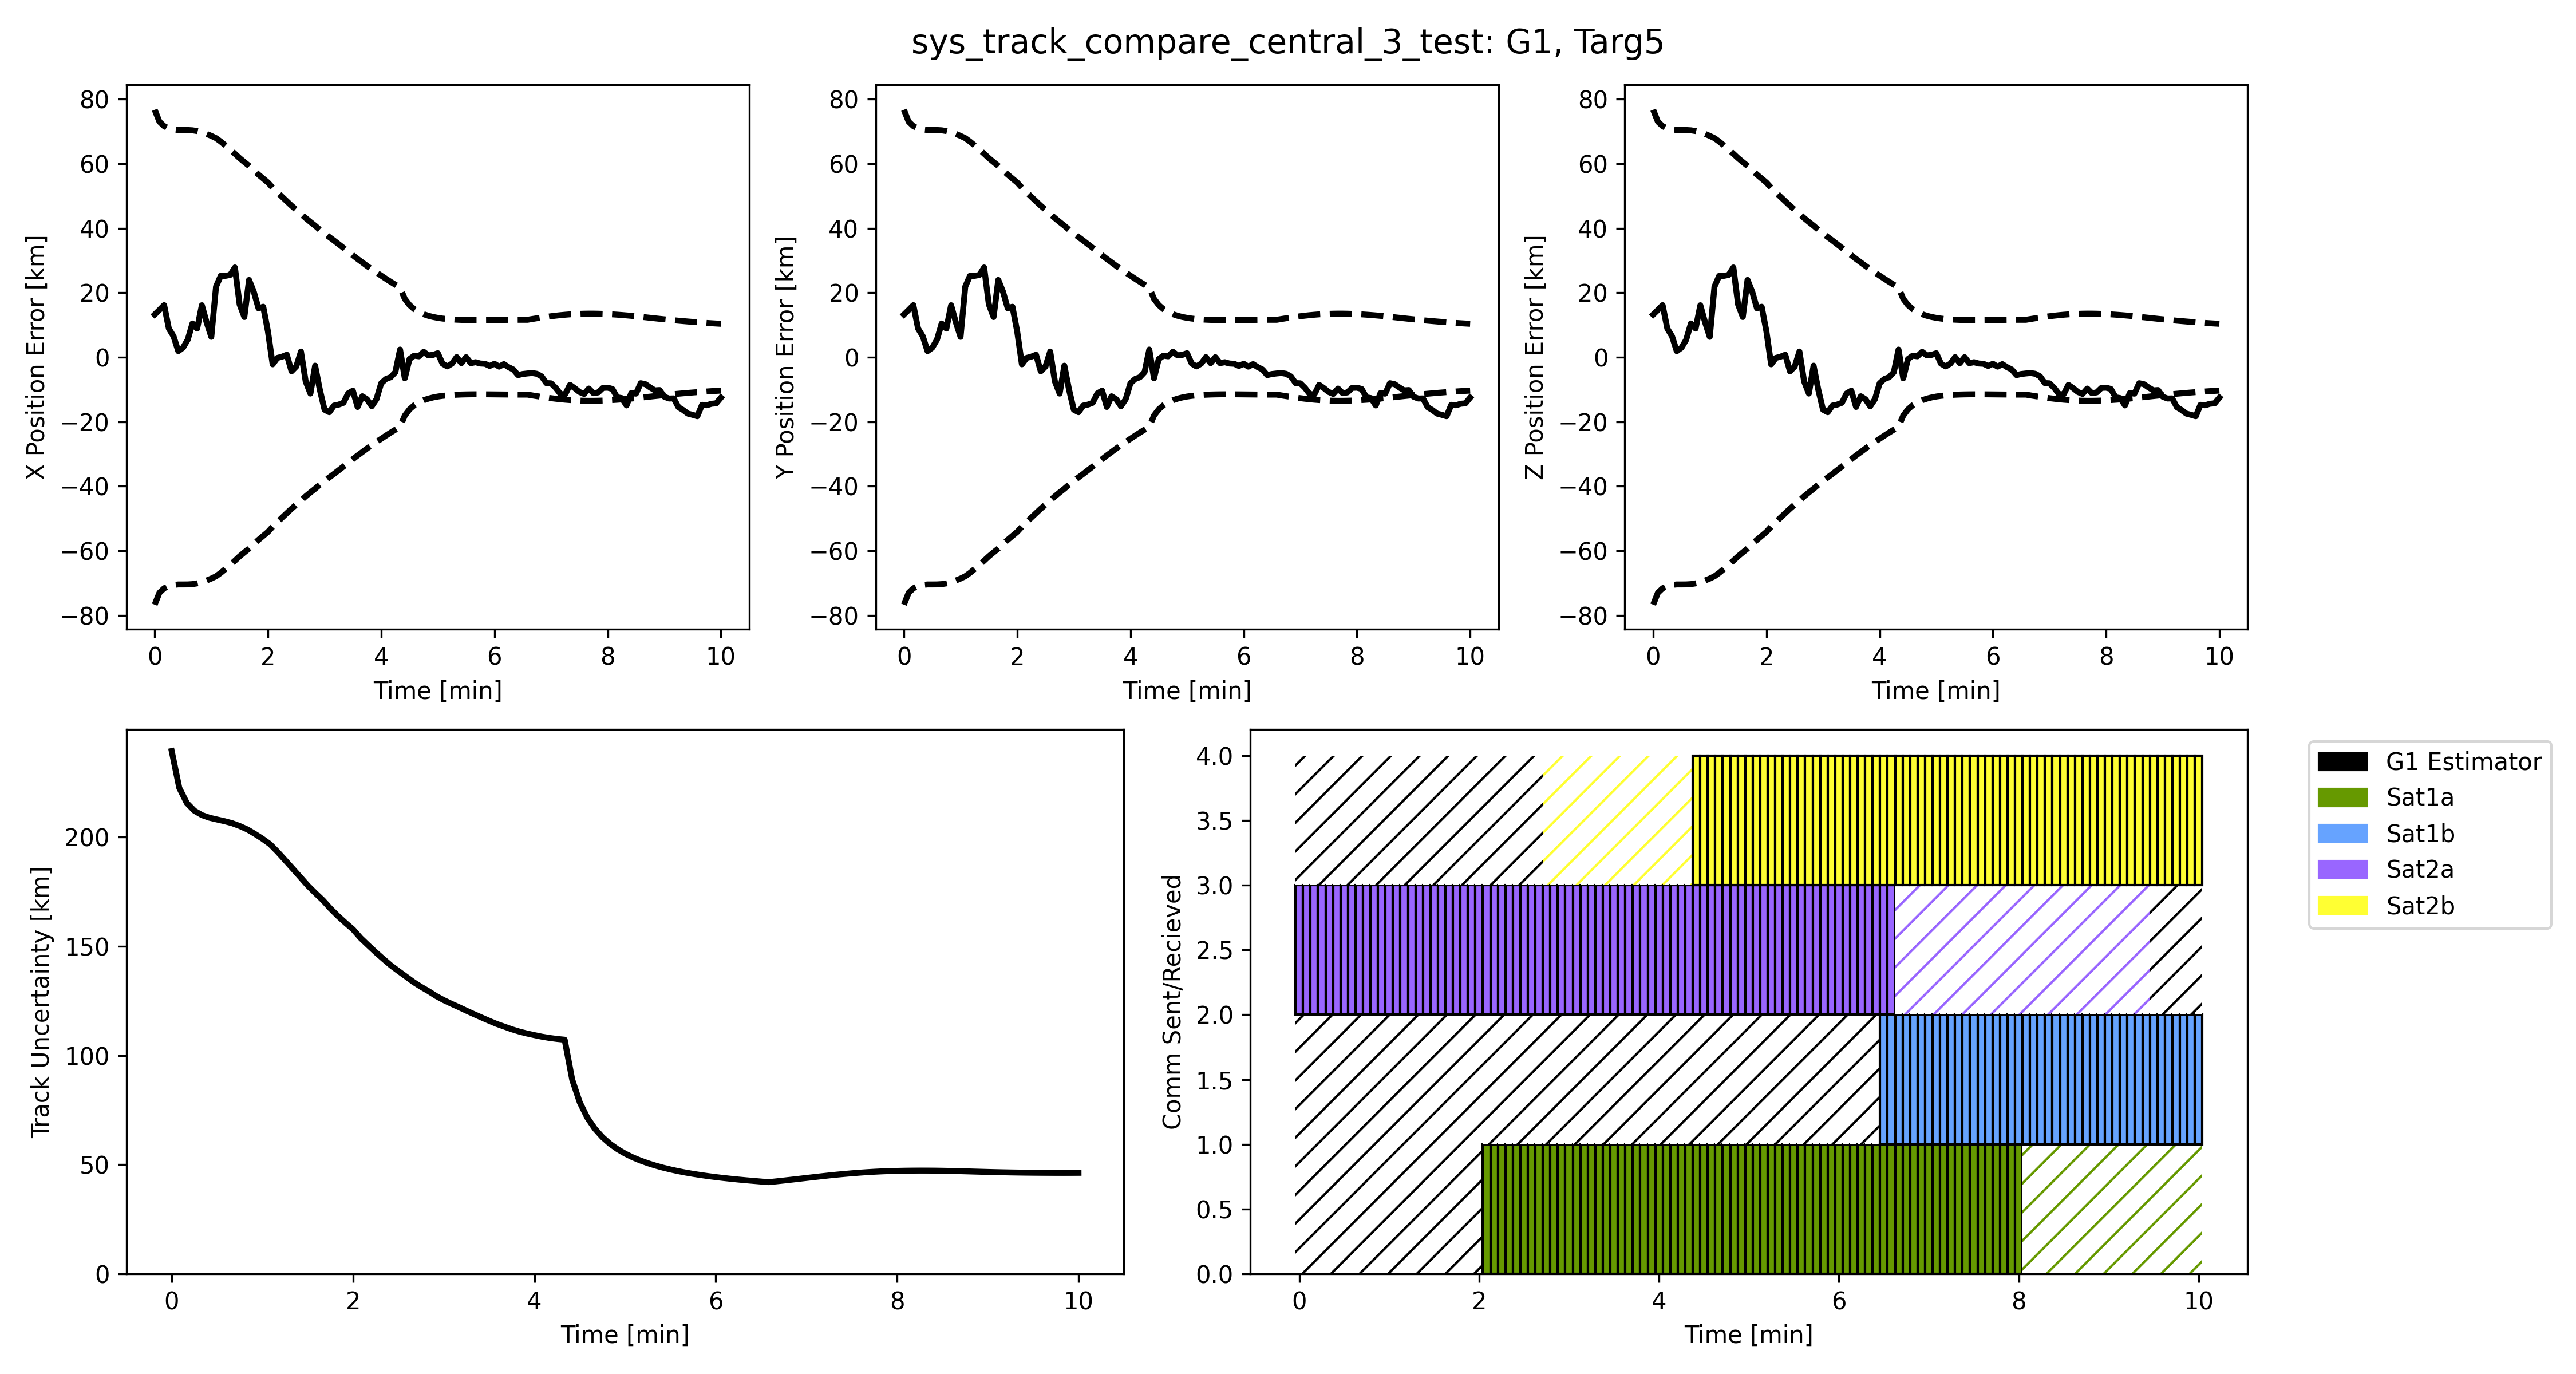 sys_track_compare_central_3_test: G1, Targ5
X Position Error [km]
80
60
40
20
0
−20
−40
−60
−80
0 2 4 6 8 10
Time [min]
Y Position Error [km]
80
60
40
20
0
−20
−40
−60
−80
0 2 4 6 8 10
Time [min]
Z Position Error [km]
80
60
40
20
0
−20
−40
−60
−80
0 2 4 6 8 10
Time [min]
Track Uncertainty [km]
200
150
100
50
0
0 2 4 6 8 10
Time [min]
Comm Sent/Recieved
4.0
3.5
3.0
2.5
2.0
1.5
1.0
0.5
0.0
0 2 4 6 8 10
Time [min]
G1 Estimator
Sat1a
Sat1b
Sat2a
Sat2b